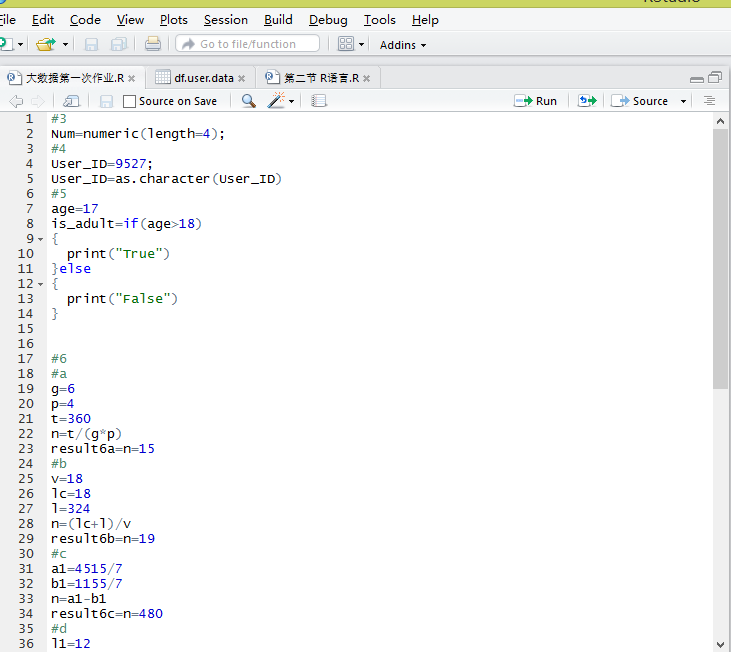 File Edit Code View Plots Session Build Debug Tools Help
Go to file/function Addins
大数据第一次作业.R df.user.data 第二节 R语言.R
Source on Save Run Source
1 #3
2 Num=numeric(length=4);
3 #4
4 User_ID=9527;
5 User_ID=as.character(User_ID)
6 #5
7 age=17
8 is_adult=if(age>18)
9 {
10 print("True")
11 }else
12 {
13 print("False")
14 }
15
16
17 #6
18 #a
19 g=6
20 p=4
21 t=360
22 n=t/(g*p)
23 result6a=n=15
24 #b
25 v=18
26 lc=18
27 l=324
28 n=(lc+l)/v
29 result6b=n=19
30 #c
31 a1=4515/7
32 b1=1155/7
33 n=a1-b1
34 result6c=n=480
35 #d
36 l1=12